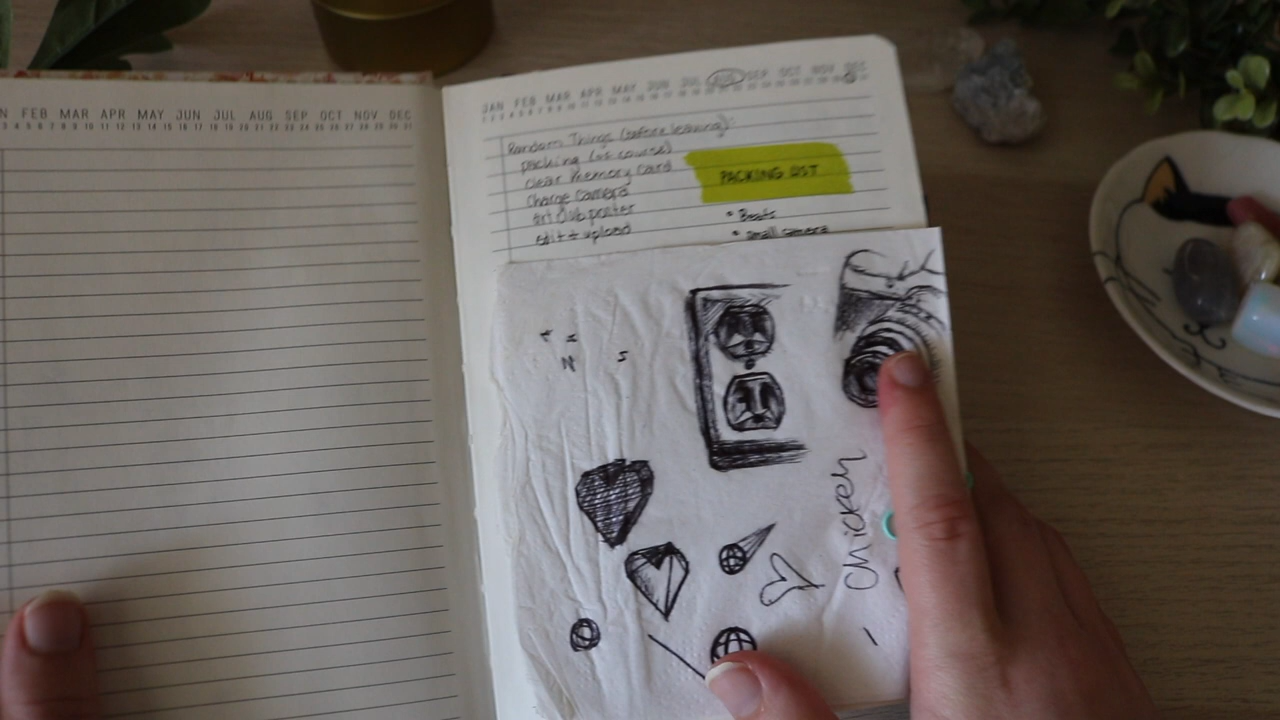 FEB MAR APR MAY JUN JUL AUG SEP OCT NOV DEC
JAN FEB MAR APR MAY JUN JUL AUG SEP OCT NOV DEC
Random Things (before leaving):
packing (of course)
clear memory card
Charge camera
art club poster
edit + upload
PACKING LIST
• Beats
• small camera
N
S
Chicken